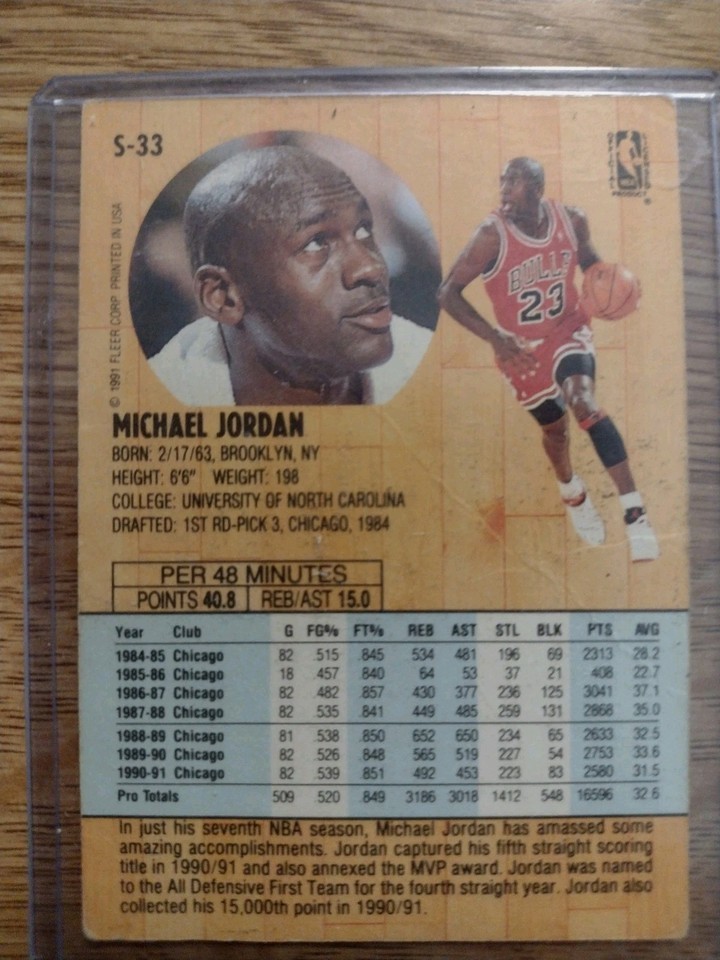 S-33
OFFICIAL LICENSED
NBA
PRODUCT ®
© 1991 FLEER CORP. PRINTED IN USA
BULLS
23
MICHAEL JORDAN
BORN: 2/17/63, BROOKLYN, NY
HEIGHT: 6'6" WEIGHT: 198
COLLEGE: UNIVERSITY OF NORTH CAROLINA
DRAFTED: 1ST RD-PICK 3, CHICAGO, 1984
PER 48 MINUTES
POINTS 40.8 REB/AST 15.0
Year Club G FG% FT% REB AST STL BLK PTS AVG
1984-85 Chicago 82 .515 .845 534 481 196 69 2313 28.2
1985-86 Chicago 18 .457 .840 64 53 37 21 408 22.7
1986-87 Chicago 82 .482 .857 430 377 236 125 3041 37.1
1987-88 Chicago 82 .535 .841 449 485 259 131 2868 35.0
1988-89 Chicago 81 .538 .850 652 650 234 65 2633 32.5
1989-90 Chicago 82 .526 .848 565 519 227 54 2753 33.6
1990-91 Chicago 82 .539 .851 492 453 223 83 2580 31.5
Pro Totals 509 .520 .849 3186 3018 1412 548 16596 32.6
In just his seventh NBA season, Michael Jordan has amassed some
amazing accomplishments. Jordan captured his fifth straight scoring
title in 1990/91 and also annexed the MVP award. Jordan was named
to the All Defensive First Team for the fourth straight year. Jordan also
collected his 15,000th point in 1990/91.